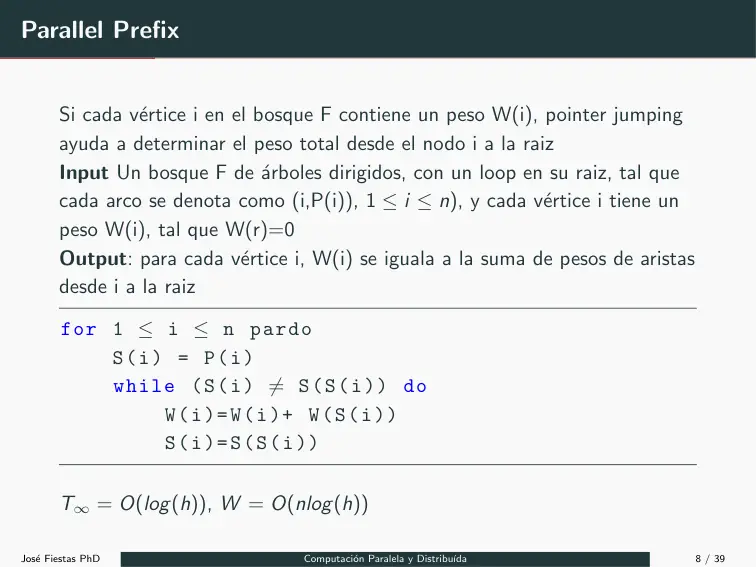 Parallel Prefix
Si cada vértice i en el bosque F contiene un peso W(i), pointer jumping
ayuda a determinar el peso total desde el nodo i a la raiz
Input Un bosque F de árboles dirigidos, con un loop en su raiz, tal que
cada arco se denota como (i,P(i)), 1 ≤ i ≤ n), y cada vértice i tiene un
peso W(i), tal que W(r)=0
Output: para cada vértice i, W(i) se iguala a la suma de pesos de aristas
desde i a la raiz
for 1 ≤ i ≤ n pardo
S(i) = P(i)
while (S(i) ≠ S(S(i)) do
W(i)=W(i)+ W(S(i))
S(i)=S(S(i))
T∞ = O(log(h)), W = O(nlog(h))
José Fiestas PhD
Computación Paralela y Distribuída
8 / 39